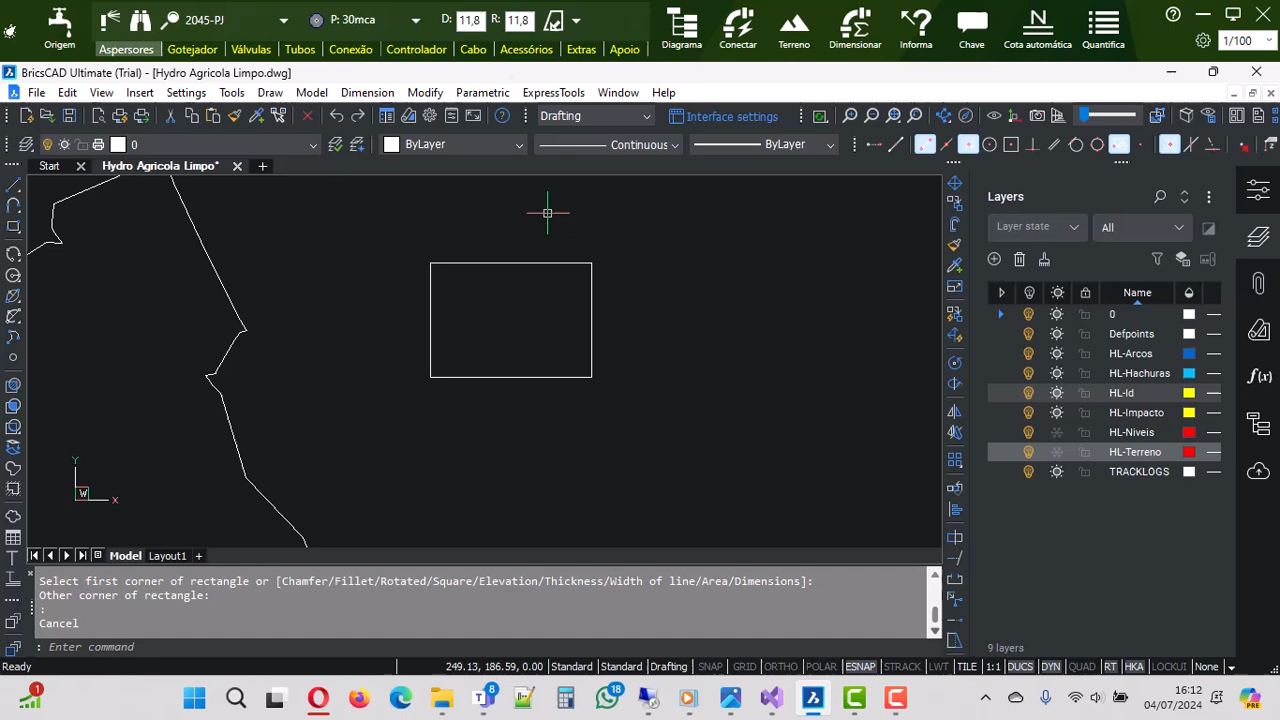 2045-PJ
P: 30mca
D: 11,8 R: 11,8
Origem
Diagrama Conectar Terreno Dimensionar Informa Chave Cota automática Quantifica
1/100
Aspersores Gotejador Válvulas Tubos Conexão Controlador Cabo Acessórios Extras Apoio
BricsCAD Ultimate (Trial) - [Hydro Agricola Limpo.dwg]
File Edit View Insert Settings Tools Draw Model Dimension Modify Parametric ExpressTools Window Help
Drafting
Interface settings
0
ByLayer
Continuous
ByLayer
Start
Hydro Agricola Limpo*
Layers
Layer state
All
Name
0
Defpoints
HL-Arcos
HL-Hachuras
HL-Id
HL-Impacto
HL-Niveis
HL-Terreno
TRACKLOGS
f(x)
Y
W
X
Model Layout1 +
Select first corner of rectangle or [Chamfer/Fillet/Rotated/Square/Elevation/Thickness/Width of line/Area/Dimensions]:
Other corner of rectangle:
:
Cancel
: Enter command
9 layers
Ready
249.13, 186.59, 0.00 Standard Standard Drafting SNAP GRID ORTHO POLAR ESNAP STRACK LWT TILE 1:1 DUCS DYN QUAD RT HKA LOCKUI None
1
8
18
16:12
04/07/2024
PRE